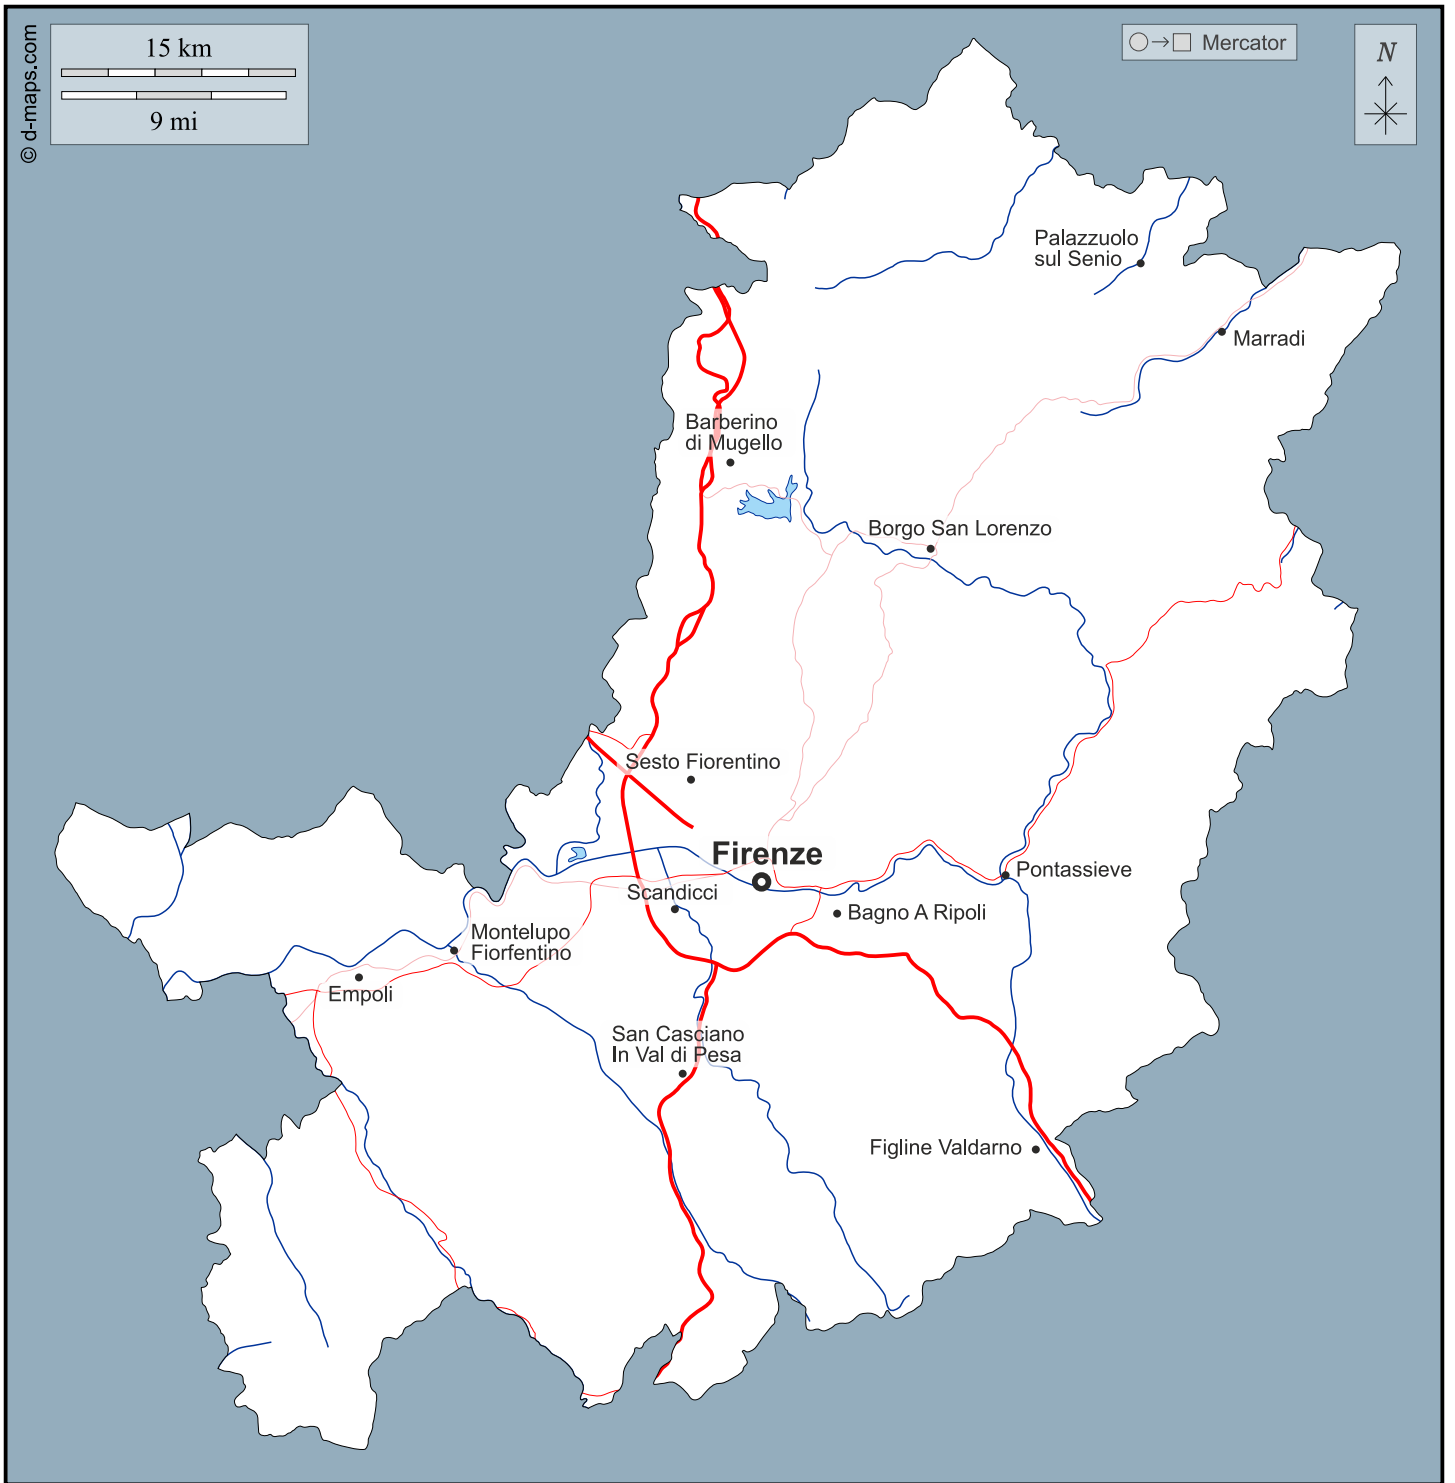 © d-maps.com
15 km
9 mi
Mercator
N
Palazzuolo
sul Senio
Marradi
Barberino
di Mugello
Borgo San Lorenzo
Sesto Fiorentino
Firenze
Pontassieve
Scandicci
Bagno A Ripoli
Montelupo
Fiorfentino
Empoli
San Casciano
In Val di Pesa
Figline Valdarno